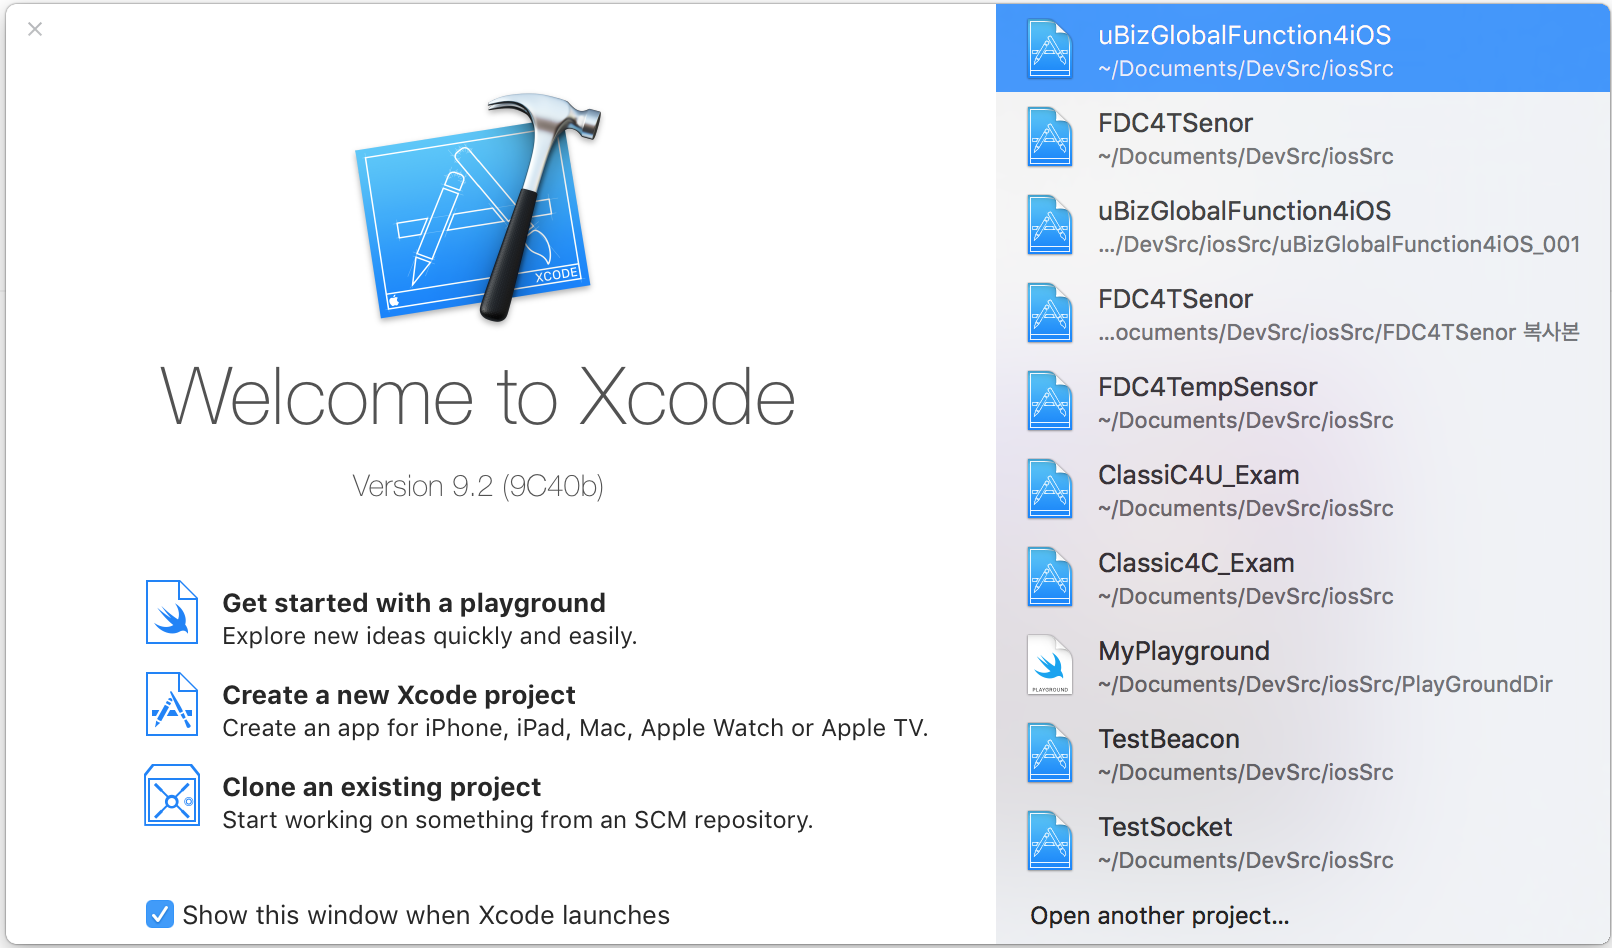 XCODE
Welcome to Xcode
Version 9.2 (9C40b)
Get started with a playground
Explore new ideas quickly and easily.
Create a new Xcode project
Create an app for iPhone, iPad, Mac, Apple Watch or Apple TV.
Clone an existing project
Start working on something from an SCM repository.
Show this window when Xcode launches
uBizGlobalFunction4iOS
~/Documents/DevSrc/iosSrc
FDC4TSenor
~/Documents/DevSrc/iosSrc
uBizGlobalFunction4iOS
.../DevSrc/iosSrc/uBizGlobalFunction4iOS_001
FDC4TSenor
...ocuments/DevSrc/iosSrc/FDC4TSenor 복사본
FDC4TempSensor
~/Documents/DevSrc/iosSrc
ClassiC4U_Exam
~/Documents/DevSrc/iosSrc
Classic4C_Exam
~/Documents/DevSrc/iosSrc
MyPlayground
~/Documents/DevSrc/iosSrc/PlayGroundDir
PLAYGROUND
TestBeacon
~/Documents/DevSrc/iosSrc
TestSocket
~/Documents/DevSrc/iosSrc
Open another project...